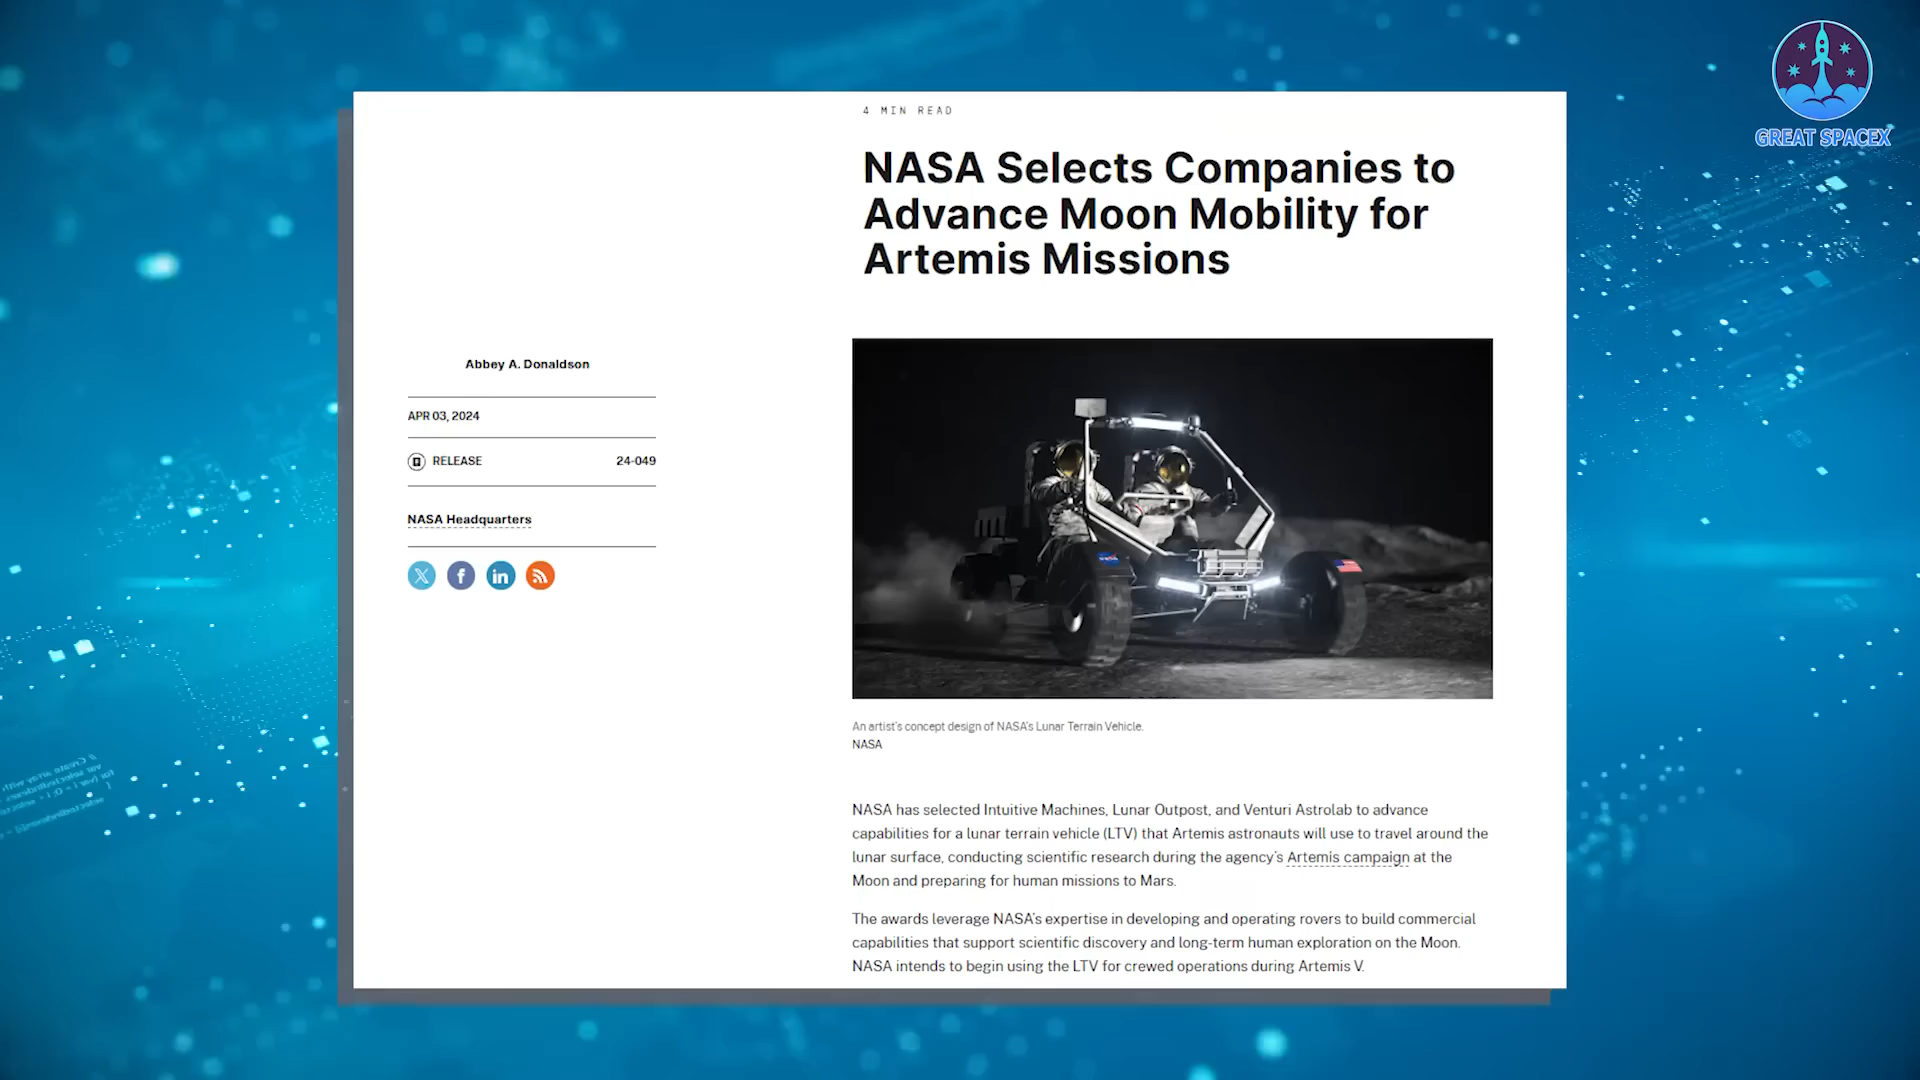 GREAT SPACEX
4 MIN READ
NASA Selects Companies to
Advance Moon Mobility for
Artemis Missions
Abbey A. Donaldson
APR 03, 2024
RELEASE 24-049
NASA Headquarters
An artist's concept design of NASA's Lunar Terrain Vehicle.
NASA
NASA has selected Intuitive Machines, Lunar Outpost, and Venturi Astrolab to advance
capabilities for a lunar terrain vehicle (LTV) that Artemis astronauts will use to travel around the
lunar surface, conducting scientific research during the agency's Artemis campaign at the
Moon and preparing for human missions to Mars.
The awards leverage NASA's expertise in developing and operating rovers to build commercial
capabilities that support scientific discovery and long-term human exploration on the Moon.
NASA intends to begin using the LTV for crewed operations during Artemis V.